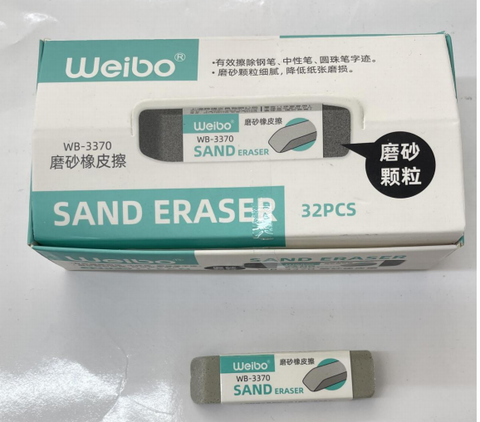 Weibo®
·有效擦除钢笔、中性笔、圆珠笔字迹。
·磨砂颗粒细腻,降低纸张磨损。
WB-3370
磨砂橡皮擦
Weibo
磨砂橡皮擦
WB-3370
SAND ERASER
磨砂
颗粒
SAND ERASER
32PCS
Weibo
SAND ERASER
Weibo
磨砂橡皮擦
WB-3370
SAND ERASER